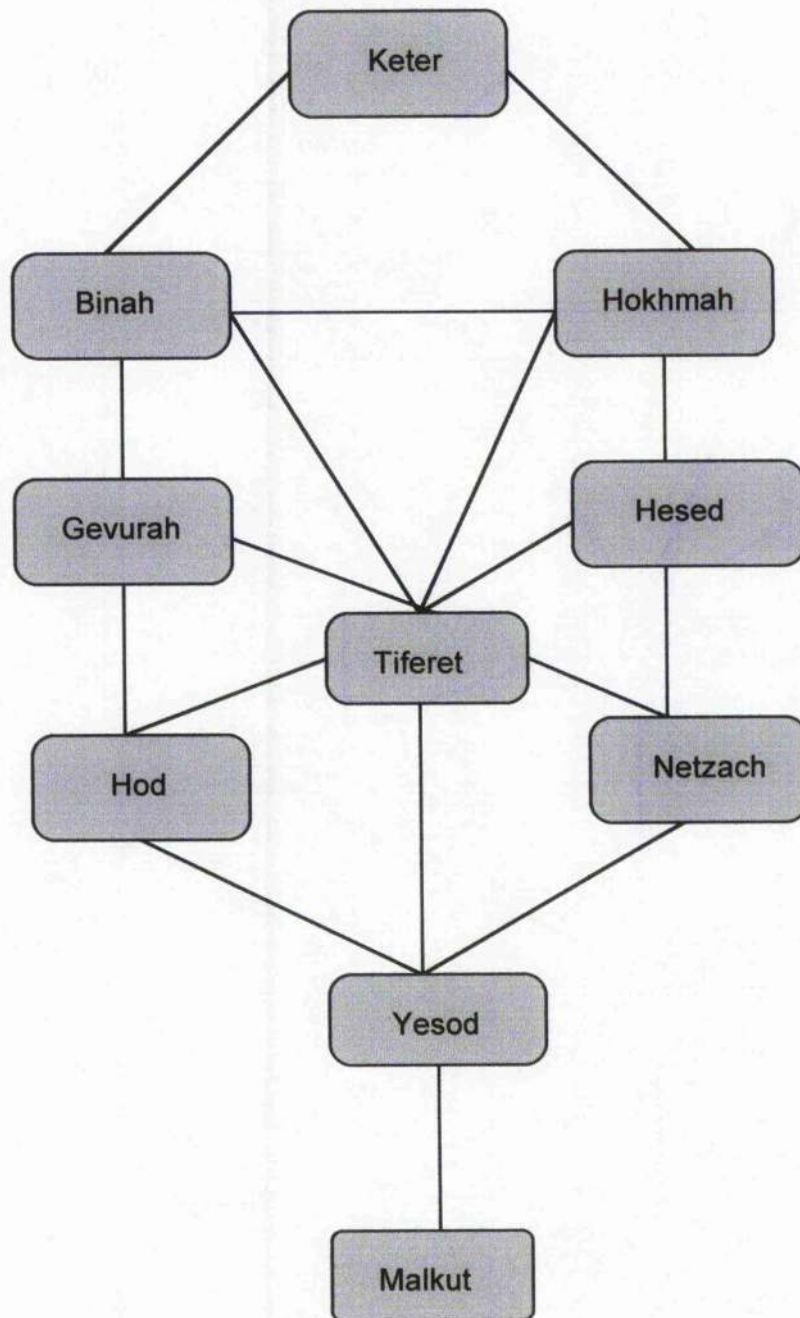 Keter
Binah
Hokhmah
Gevurah
Hesed
Tiferet
Hod
Netzach
Yesod
Malkut